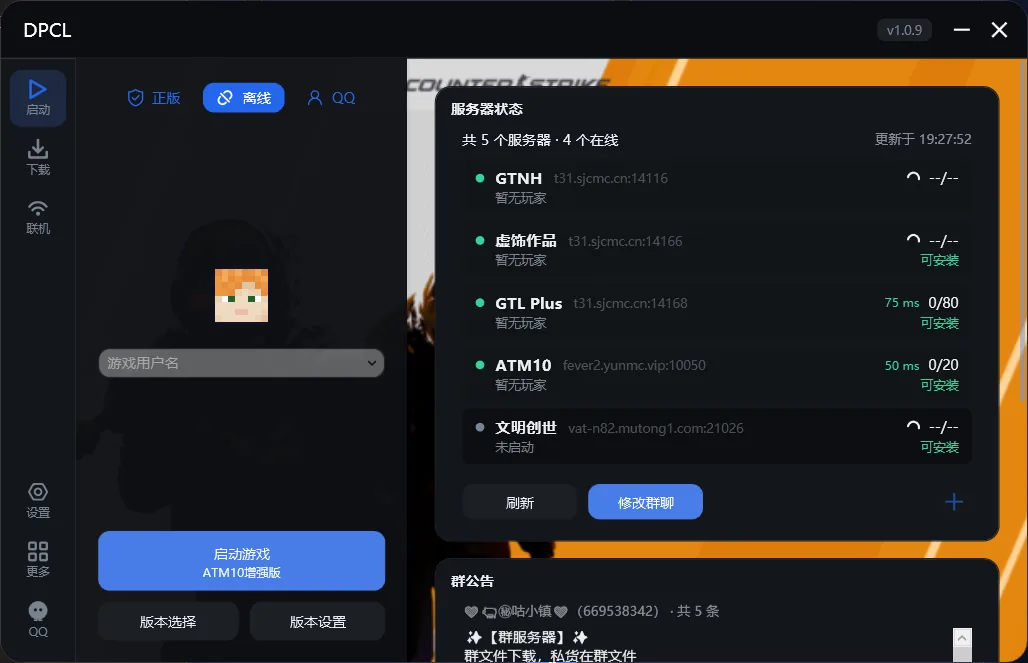 DPCL
v1.0.9
启动
下载
联机
设置
更多
QQ
正版
离线
QQ
游戏用户名
启动游戏
ATM10增强版
版本选择
版本设置
COUNTER STRIKE
服务器状态
共 5 个服务器 · 4 个在线
更新于 19:27:52
GTNH t31.sjcmc.cn:14116 --/--
暂无玩家
虚饰作品 t31.sjcmc.cn:14166 --/--
暂无玩家 可安装
GTL Plus t31.sjcmc.cn:14168 75 ms 0/80
暂无玩家 可安装
ATM10 fever2.yunmc.vip:10050 50 ms 0/20
暂无玩家 可安装
文明创世 vat-n82.mutong1.com:21026 --/--
未启动 可安装
刷新
修改群聊
群公告
㊙咕小镇🖤（669538342） · 共 5 条
✨【群服务器】✨
群文件下载，私货在群文件